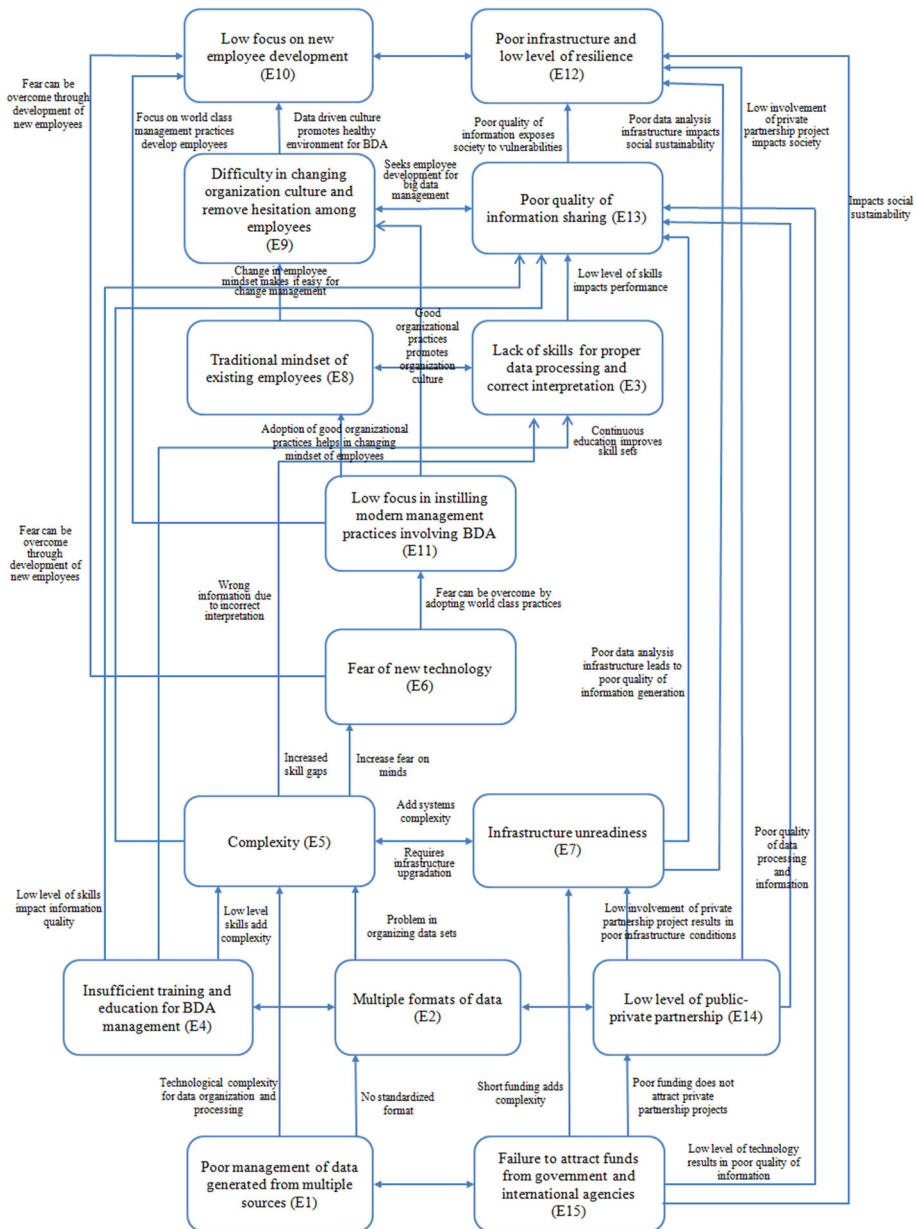 Low focus on new
employee development
(E10)
Poor infrastructure and
low level of resilience
(E12)
Fear can be
overcome through
development of
new employees
Focus on world class
management practices
develop employees
Data driven culture
promotes healthy
environment for BDA
Poor quality of
information exposes
society to vulnerabilities
Poor data analysis
infrastructure impacts
social sustainability
Low involvement
of private
partnership project
impacts society
Difficulty in changing
organization culture and
remove hesitation among
employees
(E9)
Seeks employee
development for
big data
management
Poor quality
of information sharing (E13)
Impacts social
sustainability
Change in employee
mindset makes it easy for
change management
Low level of skills
impacts performance
Good
organizational
practices
promotes
organization
culture
Traditional mindset of
existing employees (E8)
Lack of skills for proper
data processing and
correct interpretation (E3)
Adoption of good organizational
practices helps in changing
mindset of employees
Continuous
education improves
skill sets
Low focus in instilling
modern management
practices involving BDA
(E11)
Fear can be
overcome
through
development of
new employees
Wrong
information due
to incorrect
interpretation
Fear can be overcome by
adopting world class practices
Fear of new technology
(E6)
Poor data analysis
infrastructure leads to
poor quality of
information generation
Increased
skill gaps
Increase fear on
minds
Complexity (E5)
Add systems
complexity
Requires
infrastructure
upgradation
Infrastructure unreadiness
(E7)
Poor quality
of data
processing and
information
Low level of skills
impact information
quality
Low level
skills add
complexity
Problem in
organizing data sets
Low involvement of private
partnership project results in
poor infrastructure conditions
Insufficient training and
education for BDA
management (E4)
Multiple formats of data
(E2)
Low level of public-
private partnership (E14)
Technological complexity
for data organization and
processing
No standardized
format
Short funding adds
complexity
Poor funding does not
attract private
partnership projects
Poor management of data
generated from multiple
sources (E1)
Failure to attract funds
from government and
international agencies
(E15)
Low level of technology
results in poor quality of
information